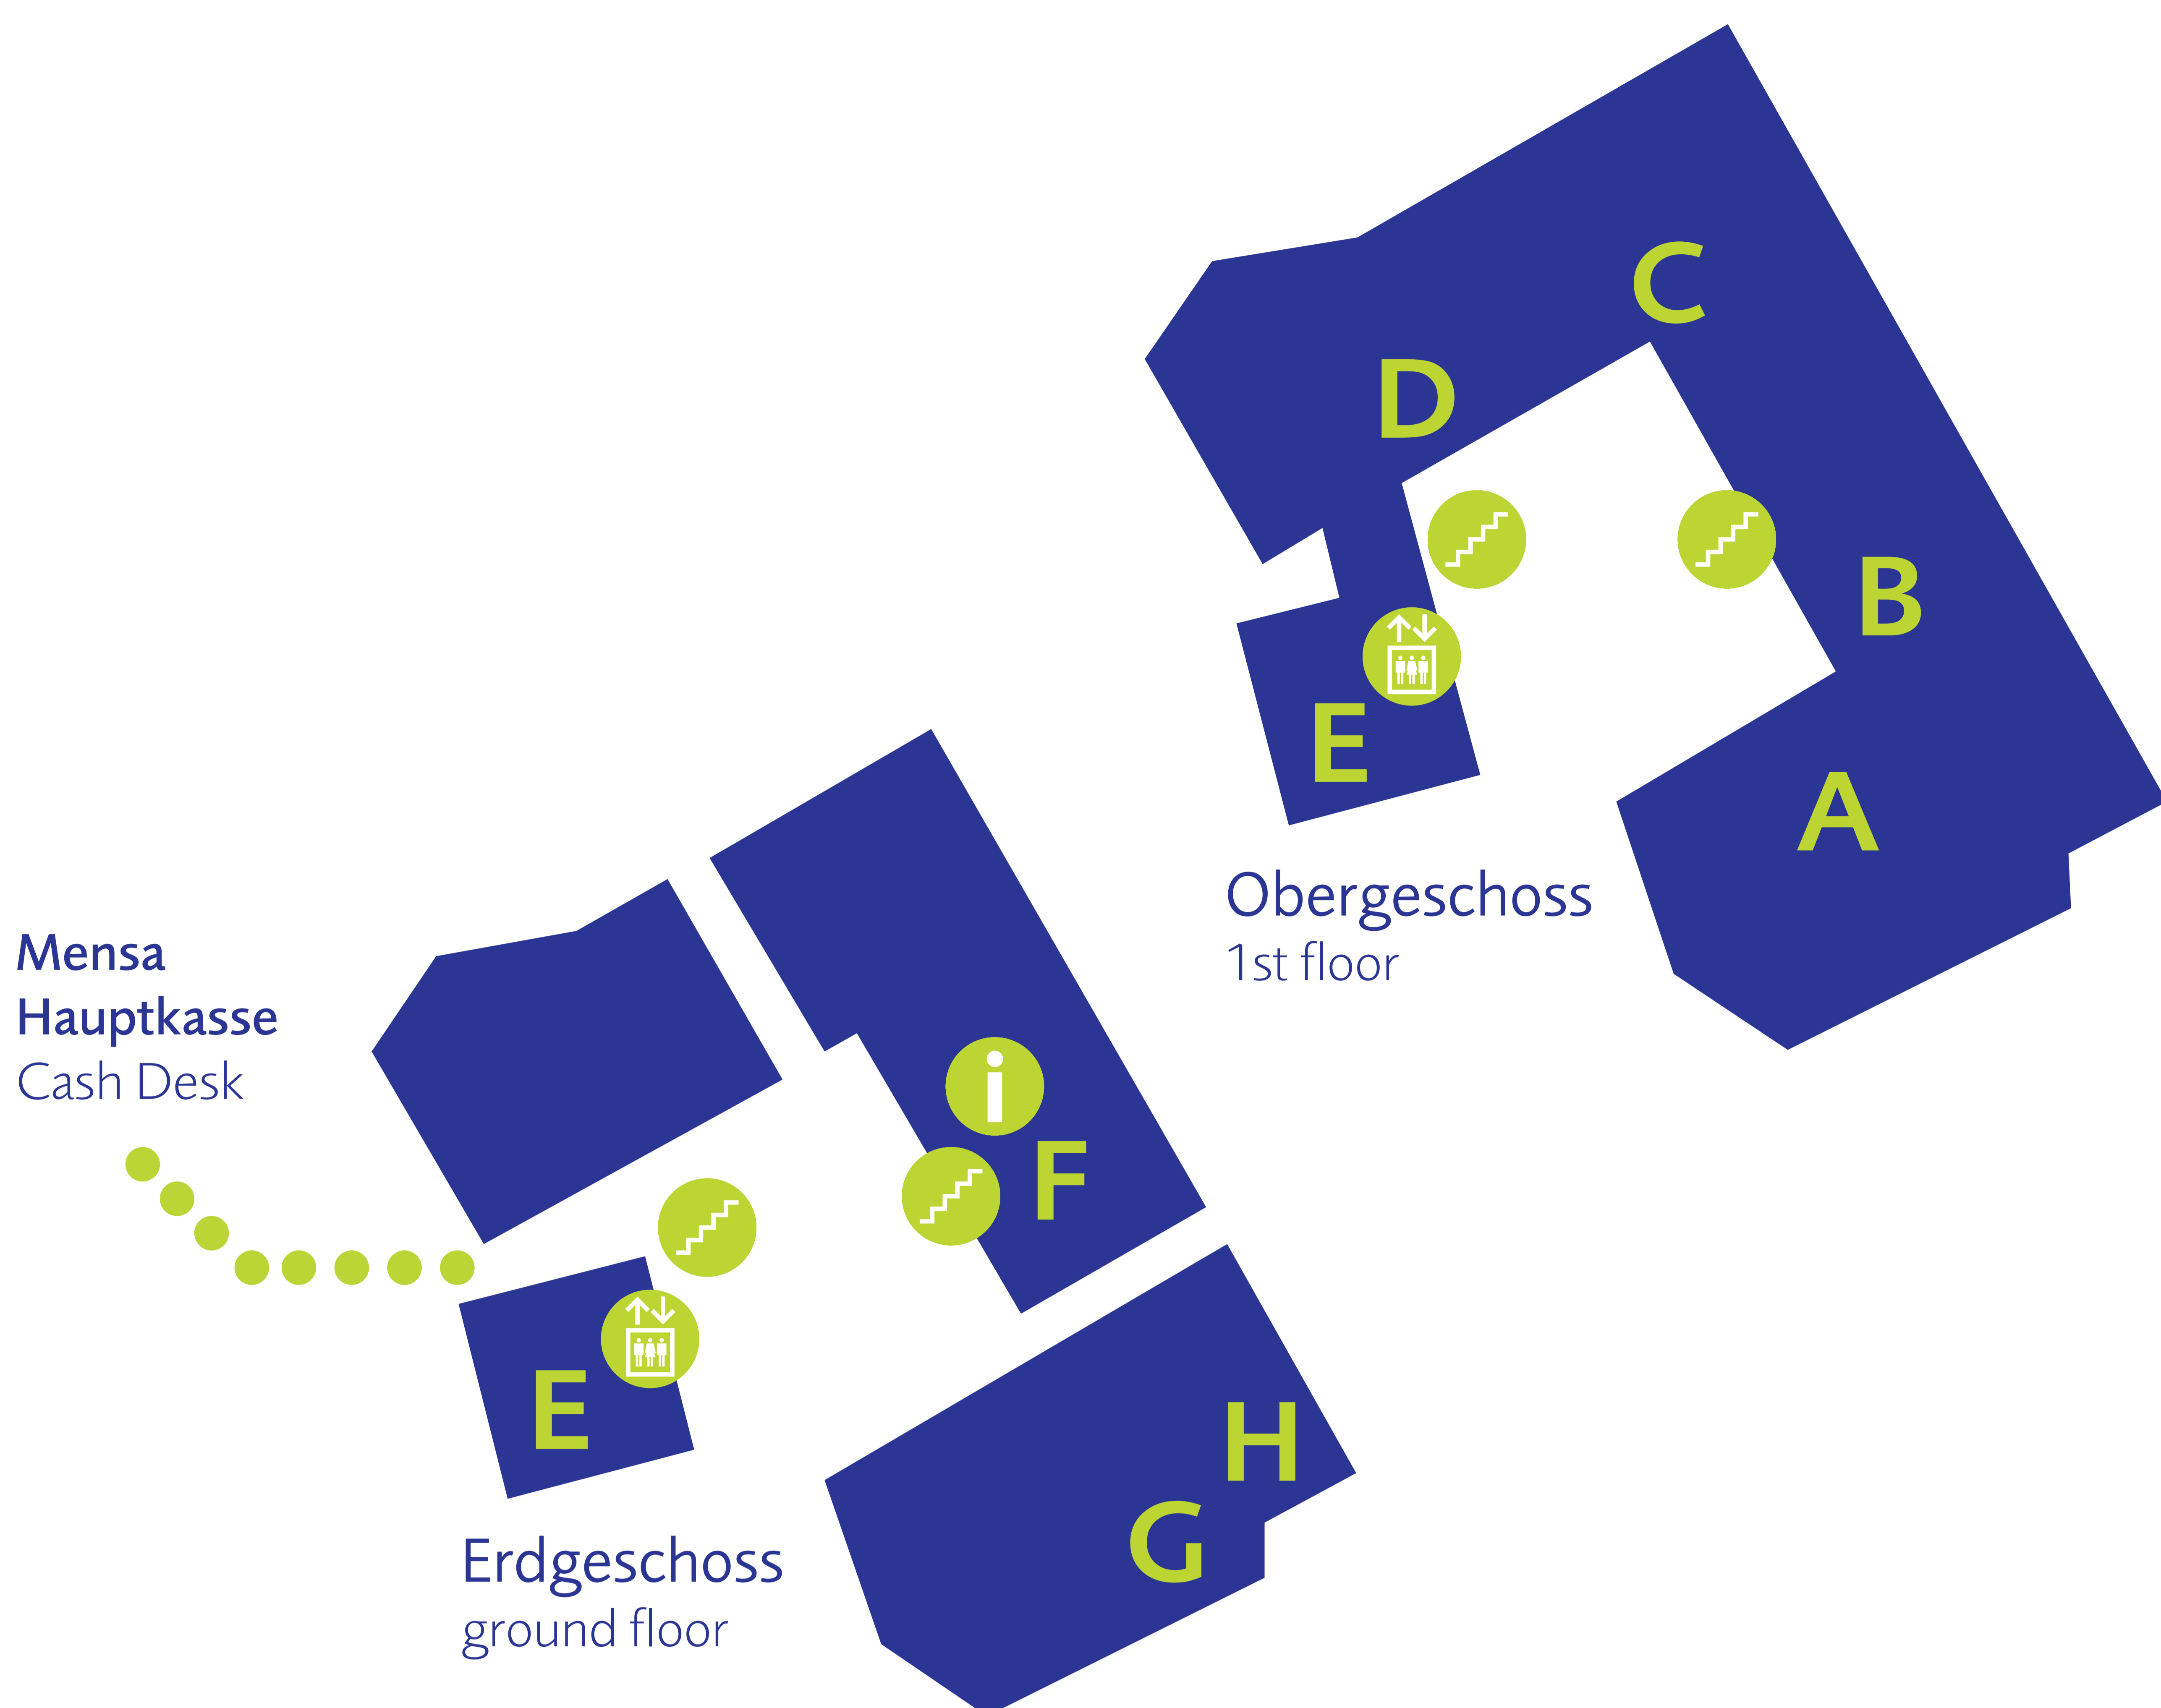 C
D
B
E
A
Obergeschoss
1st floor
Mensa
Hauptkasse
Cash Desk
i
F
E
H
G
Erdgeschoss
ground floor